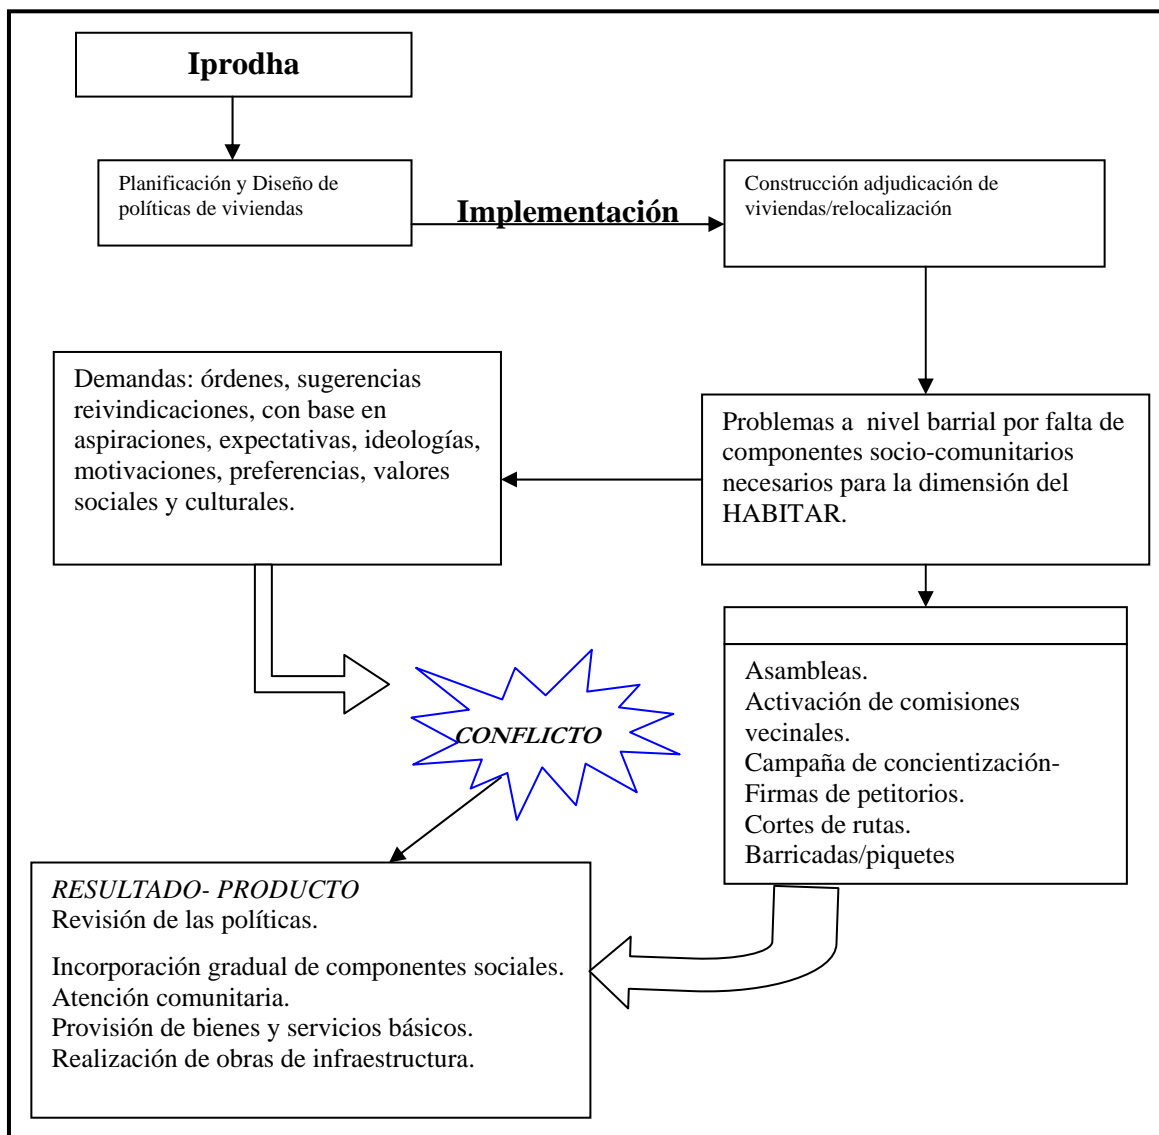 Iprodha
Planificación y Diseño de
políticas de viviendas
Implementación
Construcción adjudicación de
viviendas/relocalización
Demandas: órdenes, sugerencias
reivindicaciones, con base en
aspiraciones, expectativas, ideologías,
motivaciones, preferencias, valores
sociales y culturales.
Problemas a nivel barrial por falta de
componentes socio-comunitarios
necesarios para la dimensión del
HABITAR.
Asambleas.
Activación de comisiones
vecinales.
Campaña de concientización-
Firmas de petitorios.
Cortes de rutas.
Barricadas/piquetes
CONFLICTO
RESULTADO- PRODUCTO
Revisión de las políticas.
Incorporación gradual de componentes sociales.
Atención comunitaria.
Provisión de bienes y servicios básicos.
Realización de obras de infraestructura.